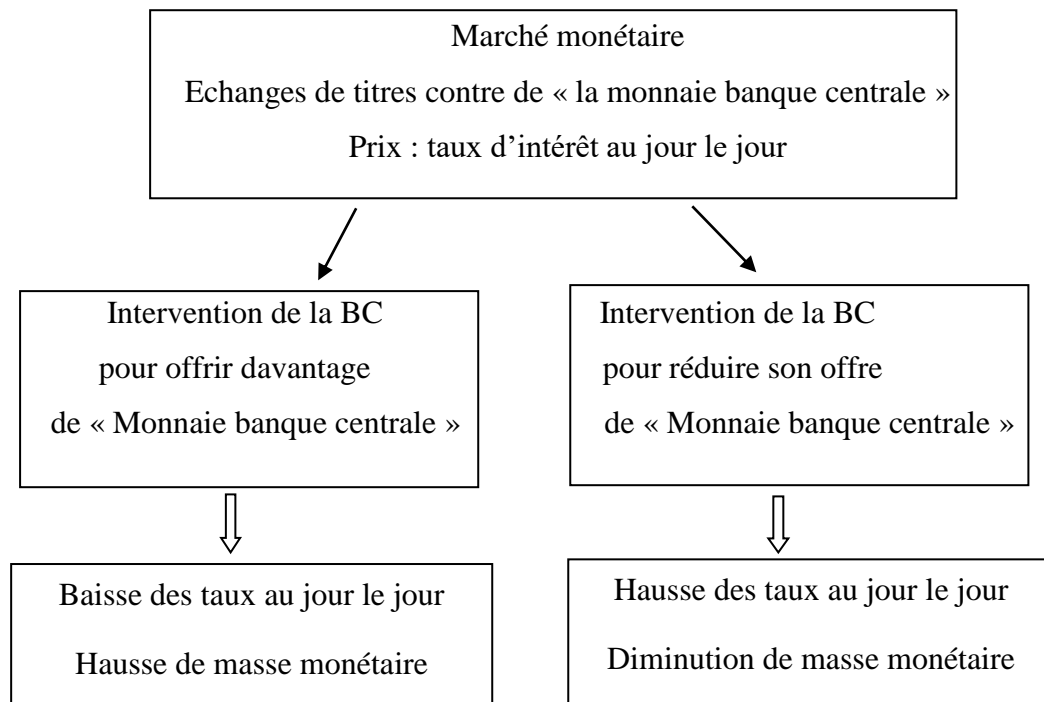 Marché monétaire
Echanges de titres contre de « la monnaie banque centrale »
Prix : taux d’intérêt au jour le jour
Intervention de la BC
pour offrir davantage
de « Monnaie banque centrale »
Intervention de la BC
pour réduire son offre
de « Monnaie banque centrale »
Baisse des taux au jour le jour
Hausse de masse monétaire
Hausse des taux au jour le jour
Diminution de masse monétaire